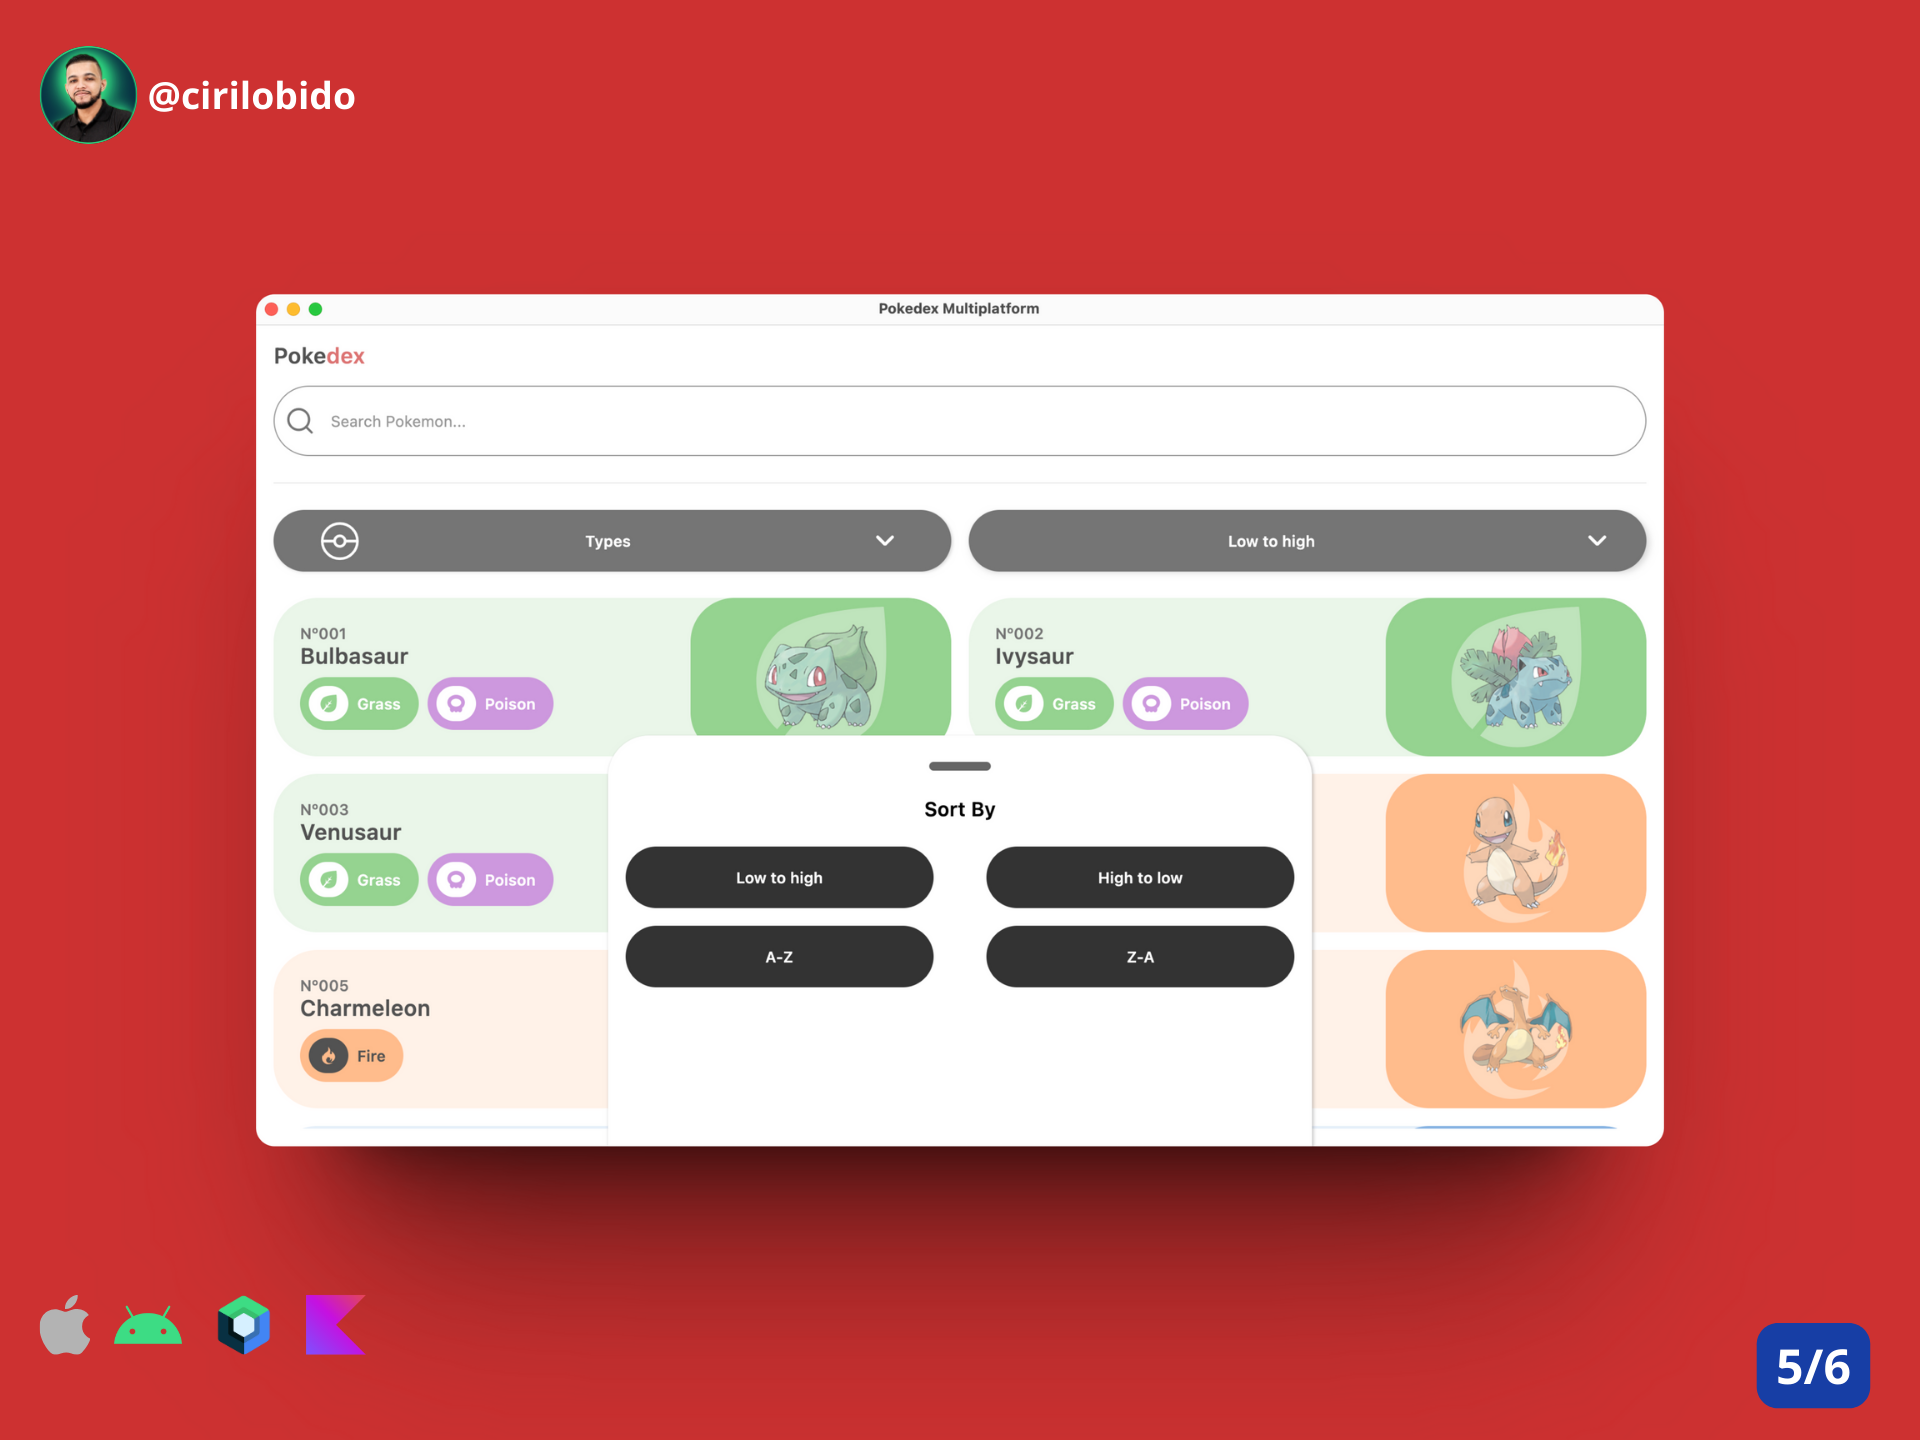 @cirilobido
Pokedex Multiplatform
Pokedex
Search Pokemon...
Types
Low to high
N°001
Bulbasaur
Grass
Poison
N°002
Ivysaur
Grass
Poison
N°003
Venusaur
Grass
Poison
N°005
Charmeleon
Fire
Sort By
Low to high
High to low
A-Z
Z-A
5/6